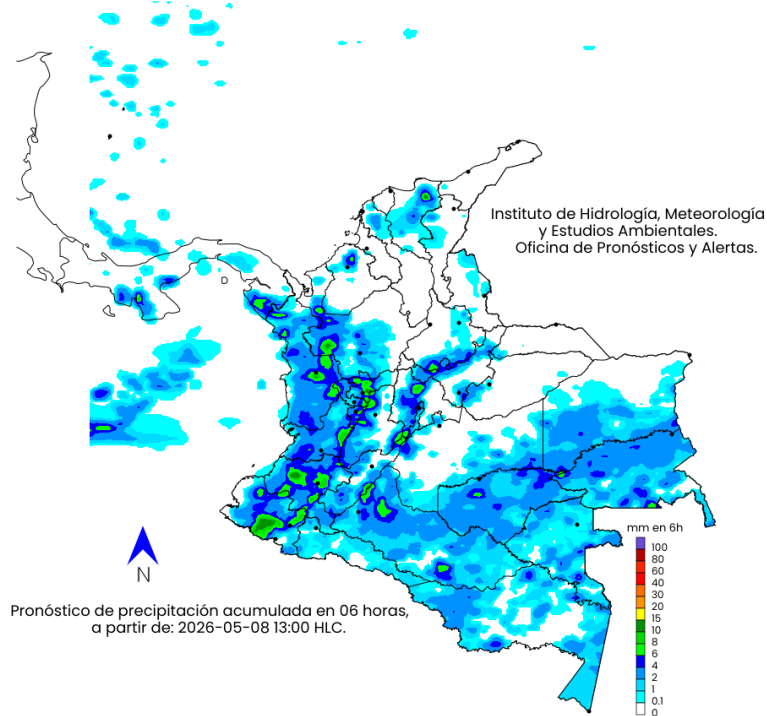 Instituto de Hidrología, Meteorología
y Estudios Ambientales.
Oficina de Pronósticos y Alertas.
mm en 6h
100
80
60
40
30
20
15
10
8
6
4
2
1
0.1
0
N
Pronóstico de precipitación acumulada en 06 horas,
a partir de: 2026-05-08 13:00 HLC.